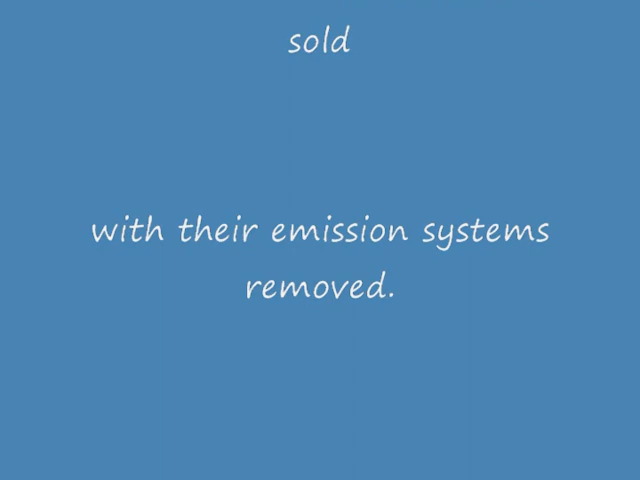 sold
with their emission systems
removed.